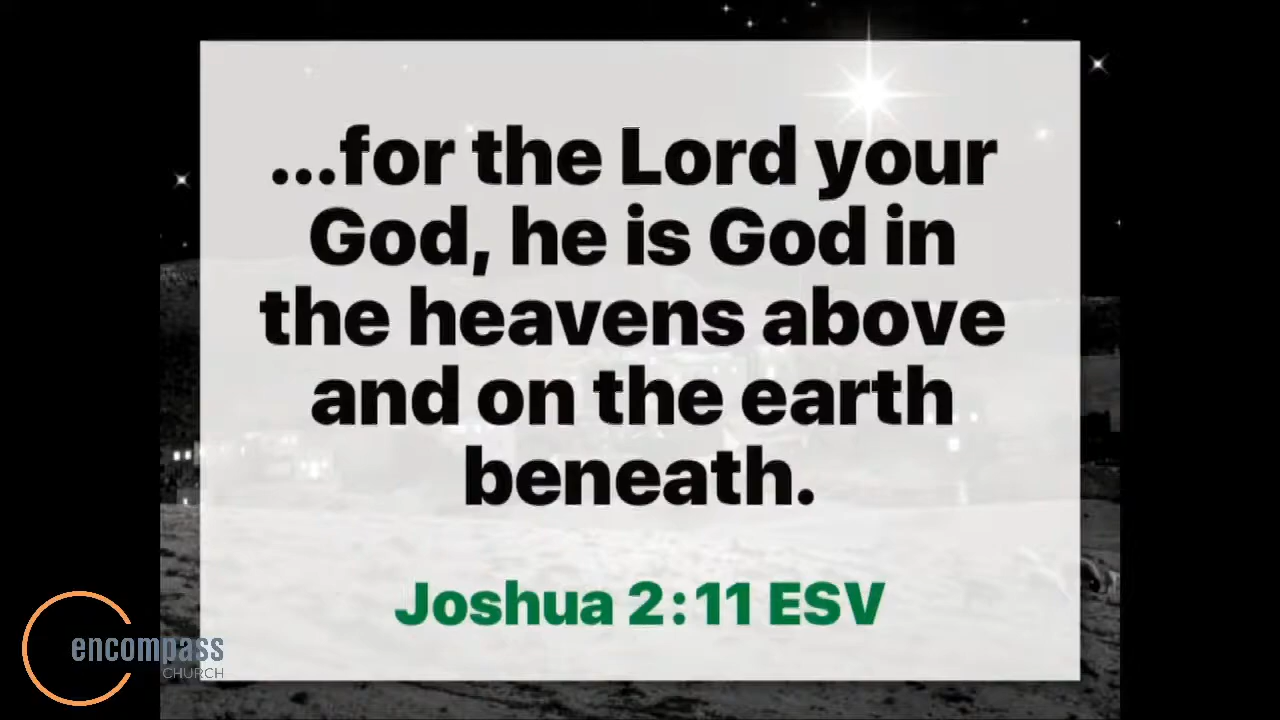 ...for the Lord your
God, he is God in
the heavens above
and on the earth
beneath.
Joshua 2:11 ESV
encompass
CHURCH